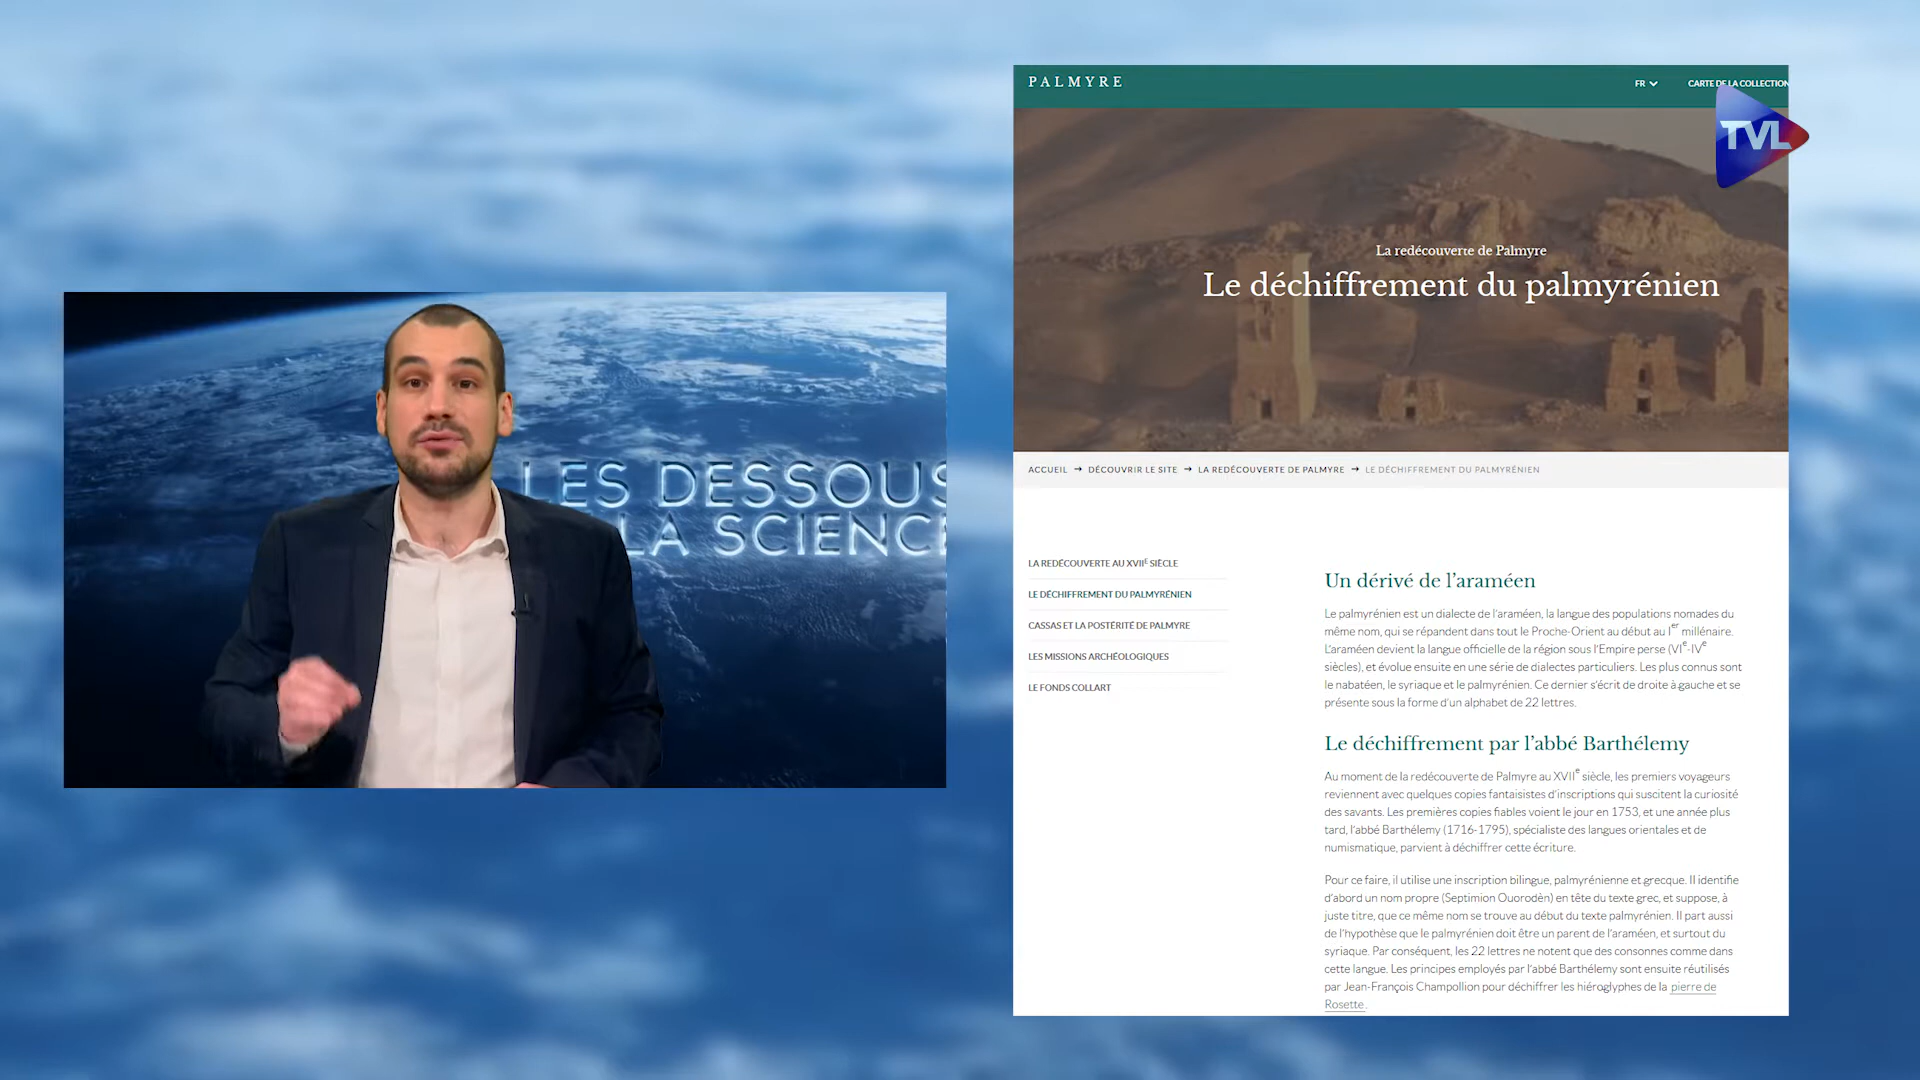 PALMYRE
FR
CARTE DE LA COLLECTION
TVL
La redécouverte de Palmyre
Le déchiffrement du palmyrénien
LES DESSOUS
LA SCIENCE
ACCUEIL → DÉCOUVRIR LE SITE → LA REDÉCOUVERTE DE PALMYRE → LE DÉCHIFFREMENT DU PALMYRÉNIEN
LA REDÉCOUVERTE AU XVIIE SIÈCLE
LE DÉCHIFFREMENT DU PALMYRÉNIEN
CASSAS ET LA POSTÉRITÉ DE PALMYRE
LES MISSIONS ARCHÉOLOGIQUES
LE FONDS COLLART
Un dérivé de l'araméen
Le palmyrénien est un dialecte de l'araméen, la langue des populations nomades du
même nom, qui se répandent dans tout le Proche-Orient au début au Ier millénaire.
L'araméen devient la langue officielle de la région sous l'Empire perse (VIe-IVe
siècles), et évolue ensuite en une série de dialectes particuliers. Les plus connus sont
le nabatéen, le syriaque et le palmyrénien. Ce dernier s'écrit de droite à gauche et se
présente sous la forme d'un alphabet de 22 lettres.
Le déchiffrement par l'abbé Barthélemy
Au moment de la redécouverte de Palmyre au XVIIe siècle, les premiers voyageurs
reviennent avec quelques copies fantaisistes d'inscriptions qui suscitent la curiosité
des savants. Les premières copies fiables voient le jour en 1753, et une année plus
tard, l'abbé Barthélemy (1716-1795), spécialiste des langues orientales et de
numismatique, parvient à déchiffrer cette écriture.
Pour ce faire, il utilise une inscription bilingue, palmyrénienne et grecque. Il identifie
d'abord un nom propre (Septimion Ouorodèn) en tête du texte grec, et suppose, à
juste titre, que ce même nom se trouve au début du texte palmyrénien. Il part aussi
de l'hypothèse que le palmyrénien doit être un parent de l'araméen, et surtout du
syriaque. Par conséquent, les 22 lettres ne notent que des consonnes comme dans
cette langue. Les principes employés par l'abbé Barthélemy sont ensuite réutilisés
par Jean-François Champollion pour déchiffrer les hiéroglyphes de la pierre de
Rosette.